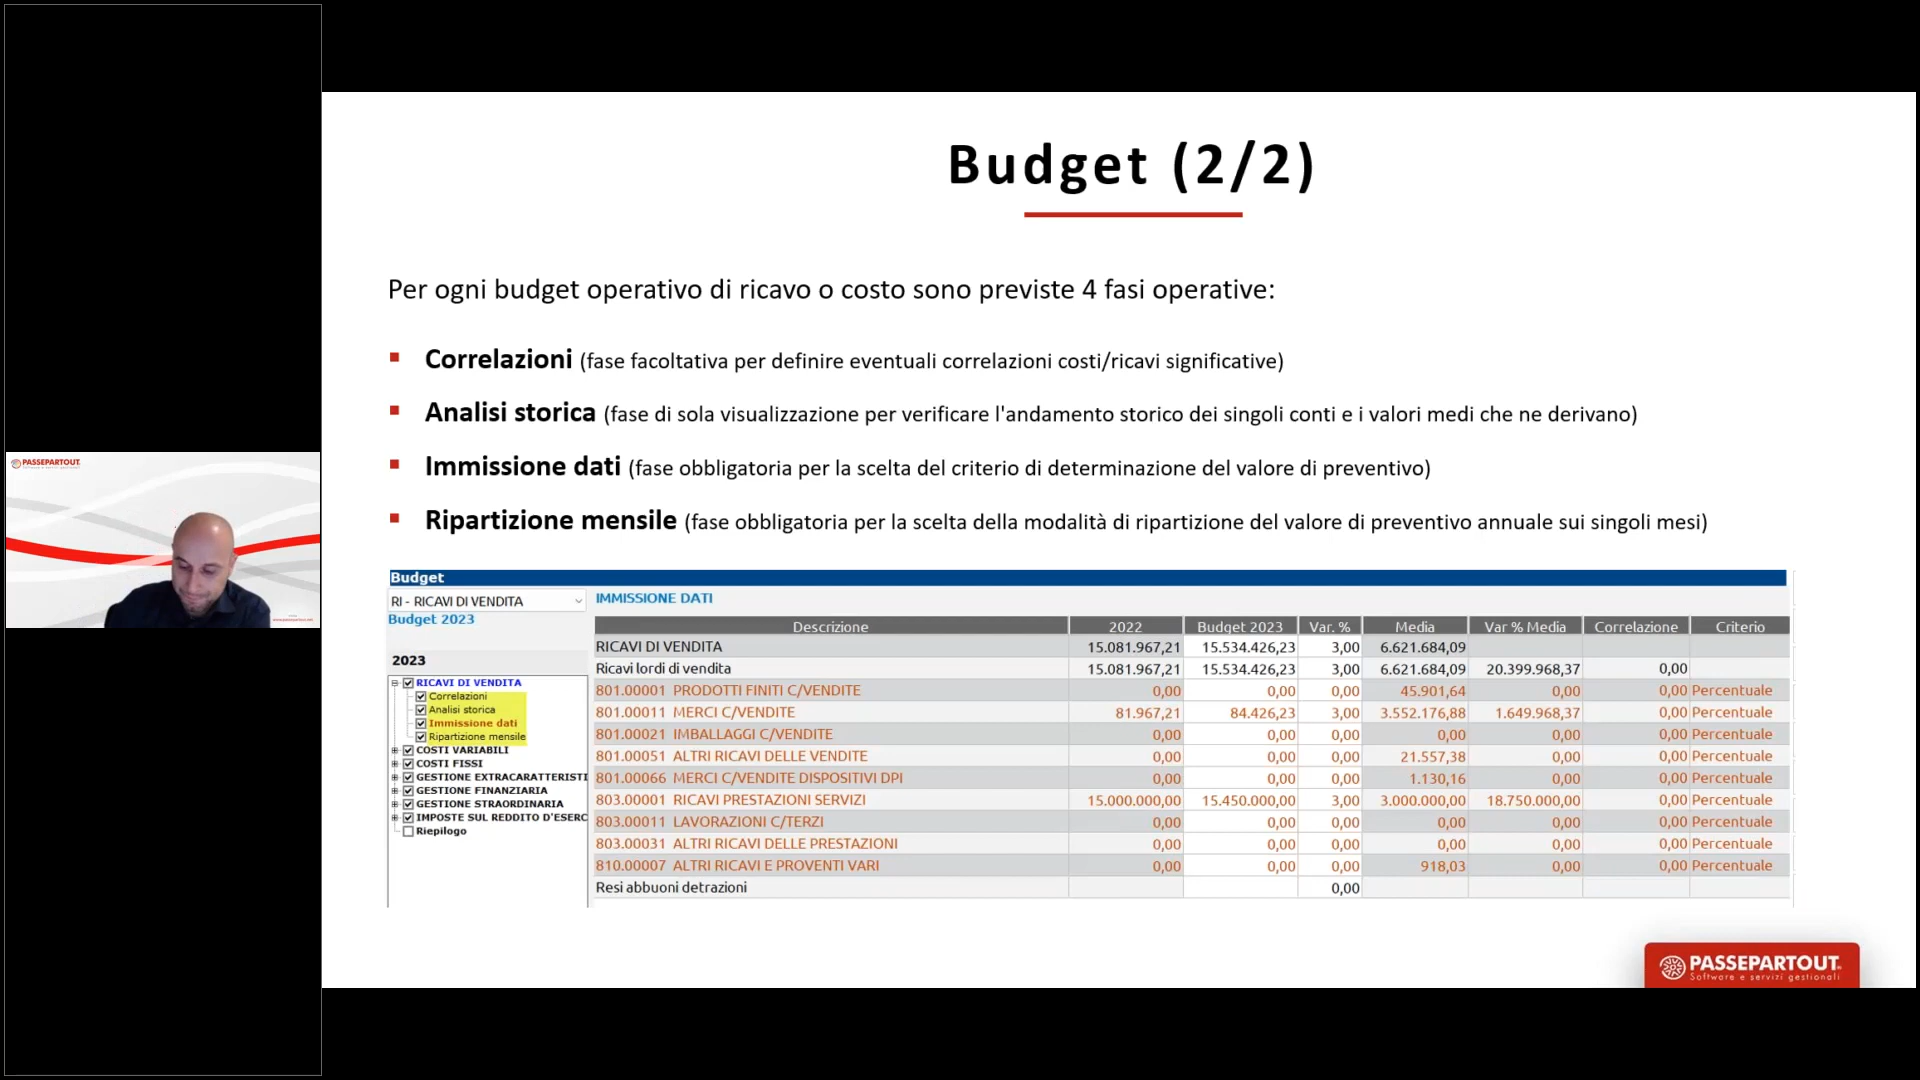 PASSEPARTOUT
Budget (2/2)
Per ogni budget operativo di ricavo o costo sono previste 4 fasi operative:
Correlazioni (fase facoltativa per definire eventuali correlazioni costi/ricavi significative)
Analisi storica (fase di sola visualizzazione per verificare l'andamento storico dei singoli conti e i valori medi che ne derivano)
Immissione dati (fase obbligatoria per la scelta del criterio di determinazione del valore di preventivo)
Ripartizione mensile (fase obbligatoria per la scelta della modalità di ripartizione del valore di preventivo annuale sui singoli mesi)
Budget
RI - RICAVI DI VENDITA
Budget 2023
2023
RICAVI DI VENDITA
Correlazioni
Analisi storica
Immissione dati
Ripartizione mensile
COSTI VARIABILI
COSTI FISSI
GESTIONE EXTRACARATTERISTI
GESTIONE FINANZIARIA
GESTIONE STRAORDINARIA
IMPOSTE SUL REDDITO D'ESERC
Riepilogo
IMMISSIONE DATI
Descrizione 2022 Budget 2023 Var. % Media Var % Media Correlazione Criterio
RICAVI DI VENDITA 15.081.967,21 15.534.426,23 3,00 6.621.684,09
Ricavi lordi di vendita 15.081.967,21 15.534.426,23 3,00 6.621.684,09 20.399.968,37 0,00
801.00001 PRODOTTI FINITI C/VENDITE 0,00 0,00 0,00 45.901,64 0,00 0,00 Percentuale
801.00011 MERCI C/VENDITE 81.967,21 84.426,23 3,00 3.552.176,88 1.649.968,37 0,00 Percentuale
801.00021 IMBALLAGGI C/VENDITE 0,00 0,00 0,00 0,00 0,00 0,00 Percentuale
801.00051 ALTRI RICAVI DELLE VENDITE 0,00 0,00 0,00 21.557,38 0,00 0,00 Percentuale
801.00066 MERCI C/VENDITE DISPOSITIVI DPI 0,00 0,00 0,00 1.130,16 0,00 0,00 Percentuale
803.00001 RICAVI PRESTAZIONI SERVIZI 15.000.000,00 15.450.000,00 3,00 3.000.000,00 18.750.000,00 0,00 Percentuale
803.00011 LAVORAZIONI C/TERZI 0,00 0,00 0,00 0,00 0,00 0,00 Percentuale
803.00031 ALTRI RICAVI DELLE PRESTAZIONI 0,00 0,00 0,00 0,00 0,00 0,00 Percentuale
810.00007 ALTRI RICAVI E PROVENTI VARI 0,00 0,00 0,00 918,03 0,00 0,00 Percentuale
Resi abbuoni detrazioni 0,00
PASSEPARTOUT
Software e servizi gestionali